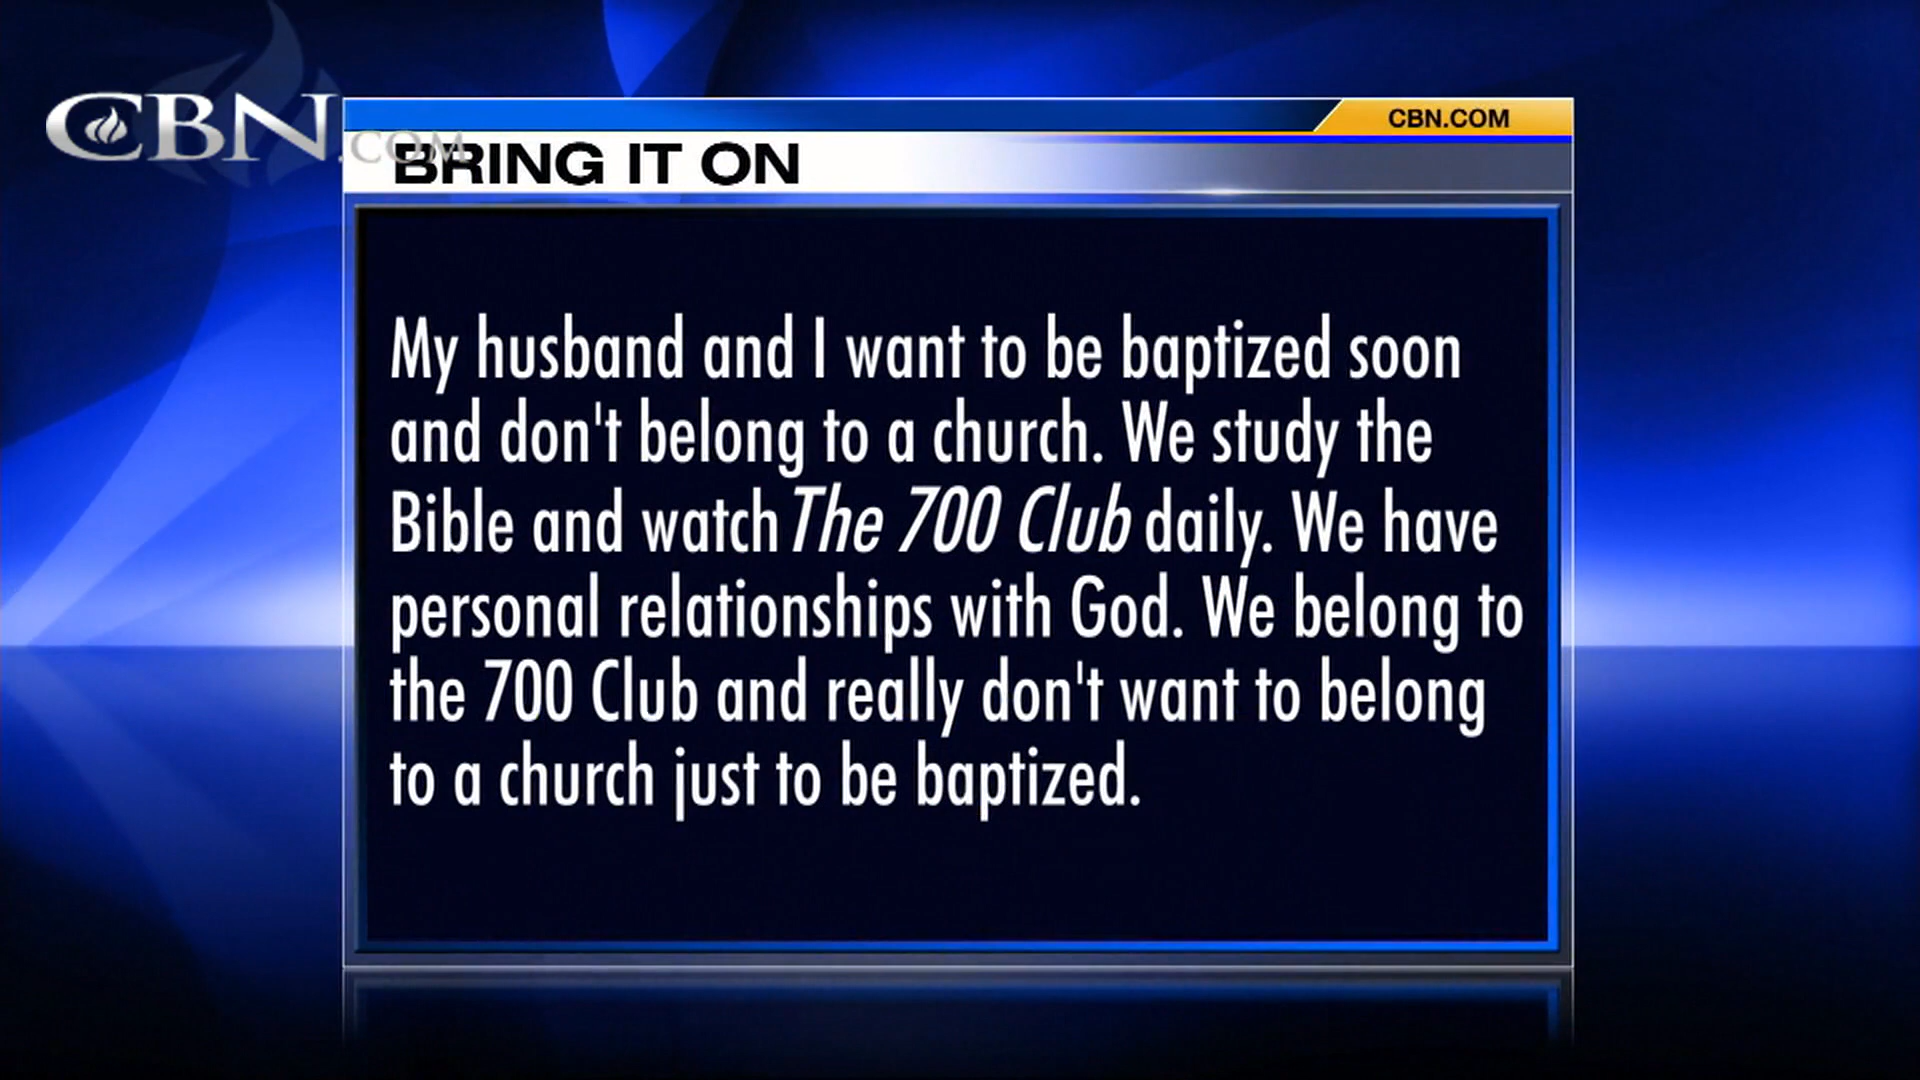 CBN.COM
CBN.COM
BRING IT ON
My husband and I want to be baptized soon
and don't belong to a church. We study the
Bible and watch The 700 Club daily. We have
personal relationships with God. We belong to
the 700 Club and really don't want to belong
to a church just to be baptized.